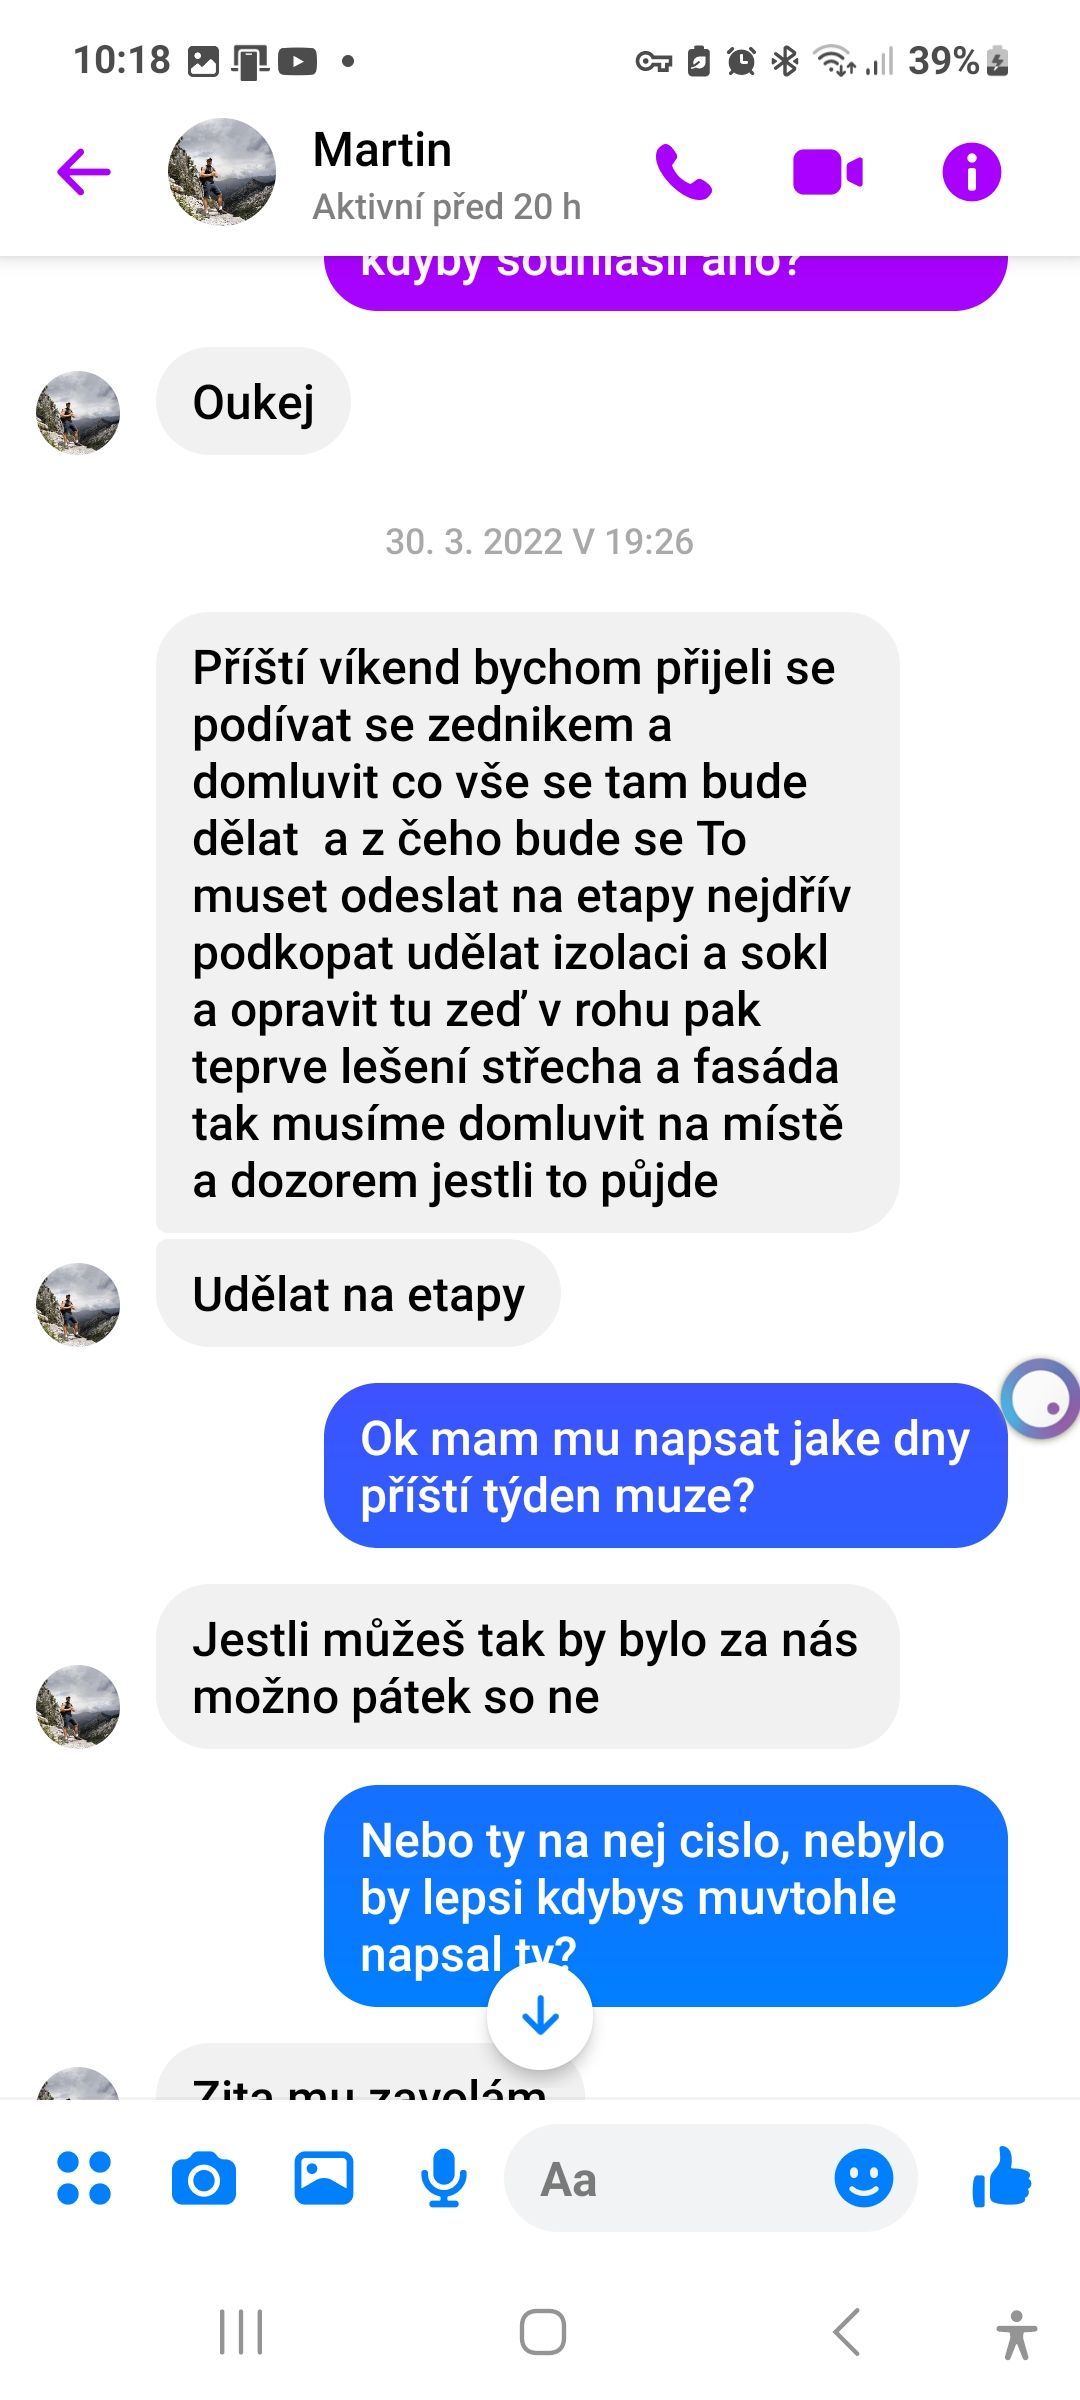 10:18
39%
Martin
Aktivní před 20 h
kdyby souhlasil ano?
Oukej
30. 3. 2022 V 19:26
Příští víkend bychom přijeli se
podívat se zednikem a
domluvit co vše se tam bude
dělat  a z čeho bude se To
muset odeslat na etapy nejdřív
podkopat udělat izolaci a sokl
a opravit tu zeď v rohu pak
teprve lešení střecha a fasáda
tak musíme domluvit na místě
a dozorem jestli to půjde
Udělat na etapy
Ok mam mu napsat jake dny
příští týden muze?
Jestli můžeš tak by bylo za nás
možno pátek so ne
Nebo ty na nej cislo, nebylo
by lepsi kdybys muvtohle
napsal ty?
Zita mu zavolám
Aa